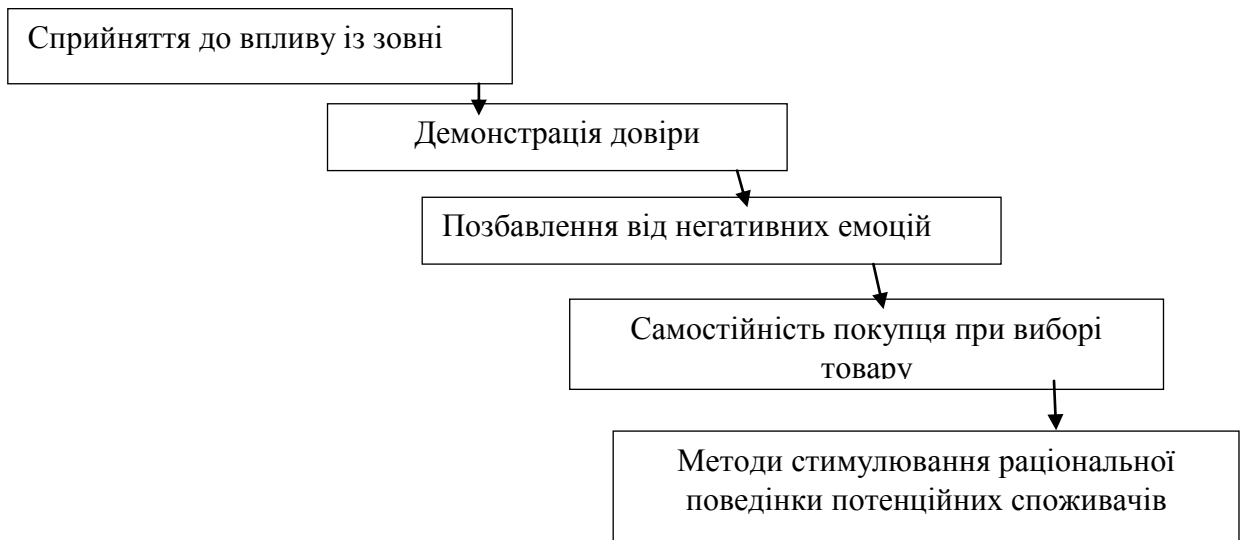 Сприйняття до впливу із зовні
Демонстрація довіри
Позбавлення від негативних емоцій
Самостійність покупця при виборі
товару
Методи стимулювання раціональної
поведінки потенційних споживачів